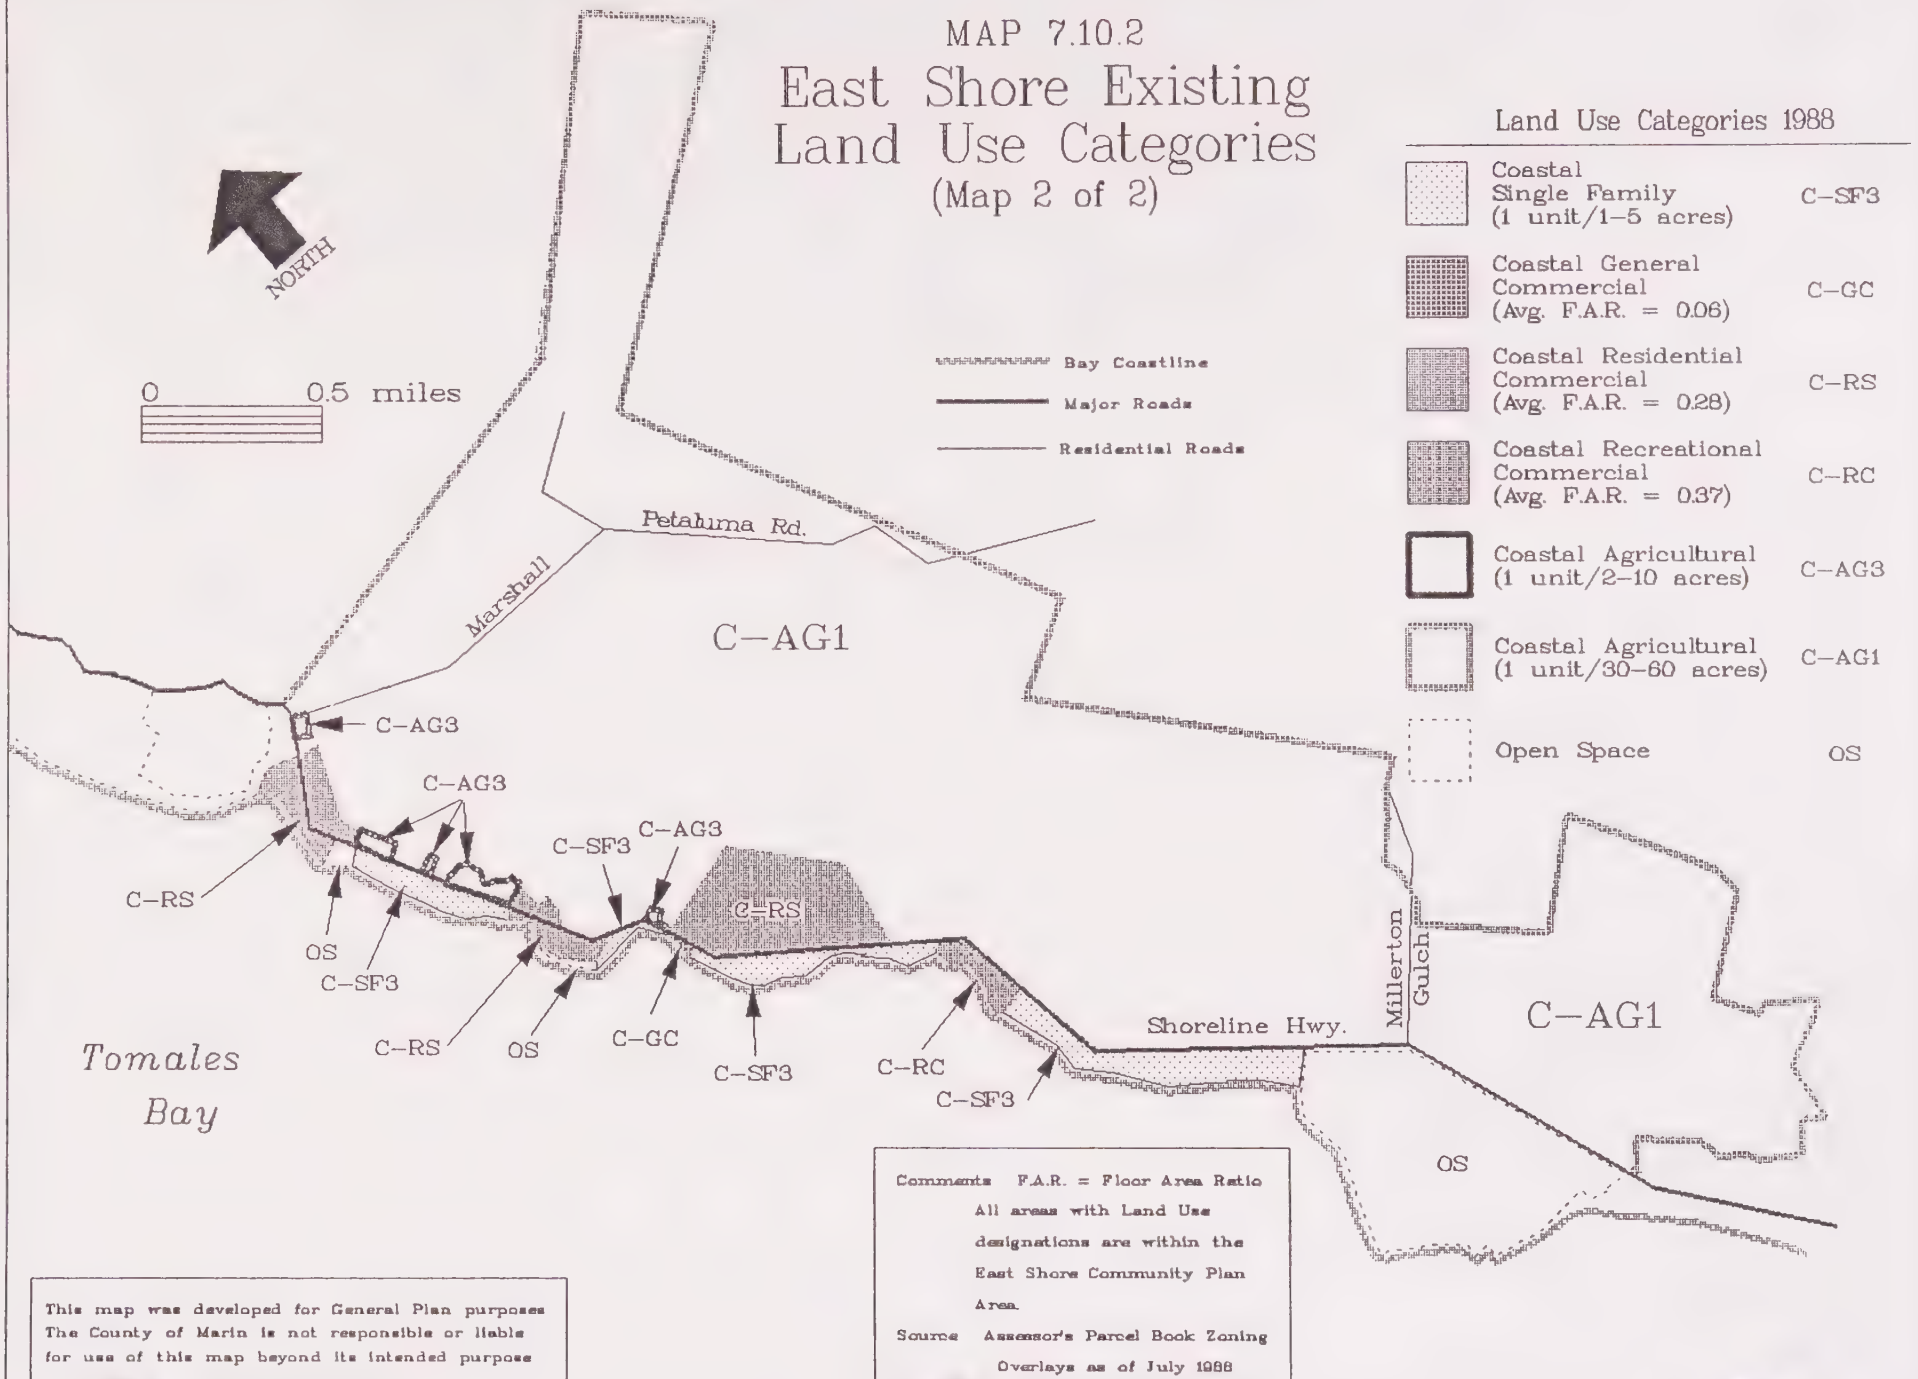 MAP 7.10.2
East Shore Existing
Land Use Categories
(Map 2 of 2)
NORTH
0 0.5 miles
Bay Coastline
Major Roads
Residential Roads
Land Use Categories 1988
Coastal
Single Family
(1 unit/1-5 acres)
C-SF3
Coastal General
Commercial
(Avg. F.A.R. = 0.06)
C-GC
Coastal Residential
Commercial
(Avg. F.A.R. = 0.28)
C-RS
Coastal Recreational
Commercial
(Avg. F.A.R. = 0.37)
C-RC
Coastal Agricultural
(1 unit/2-10 acres)
C-AG3
Coastal Agricultural
(1 unit/30-60 acres)
C-AG1
Open Space
OS
Petaluma Rd.
Marshall
C-AG1
C-AG3
C-AG3
C-SF3
C-AG3
C-RS
C-RS
OS
C-SF3
C-RS
OS
C-GC
C-SF3
C-RC
C-SF3
Shoreline Hwy.
Millerton
Gulch
C-AG1
OS
Tomales
Bay
Comments F.A.R. = Floor Area Ratio
All areas with Land Use
designations are within the
East Shore Community Plan
Area.
Source Assessor's Parcel Book Zoning
Overlays as of July 1988
This map was developed for General Plan purposes
The County of Marin is not responsible or liable
for use of this map beyond its intended purpose